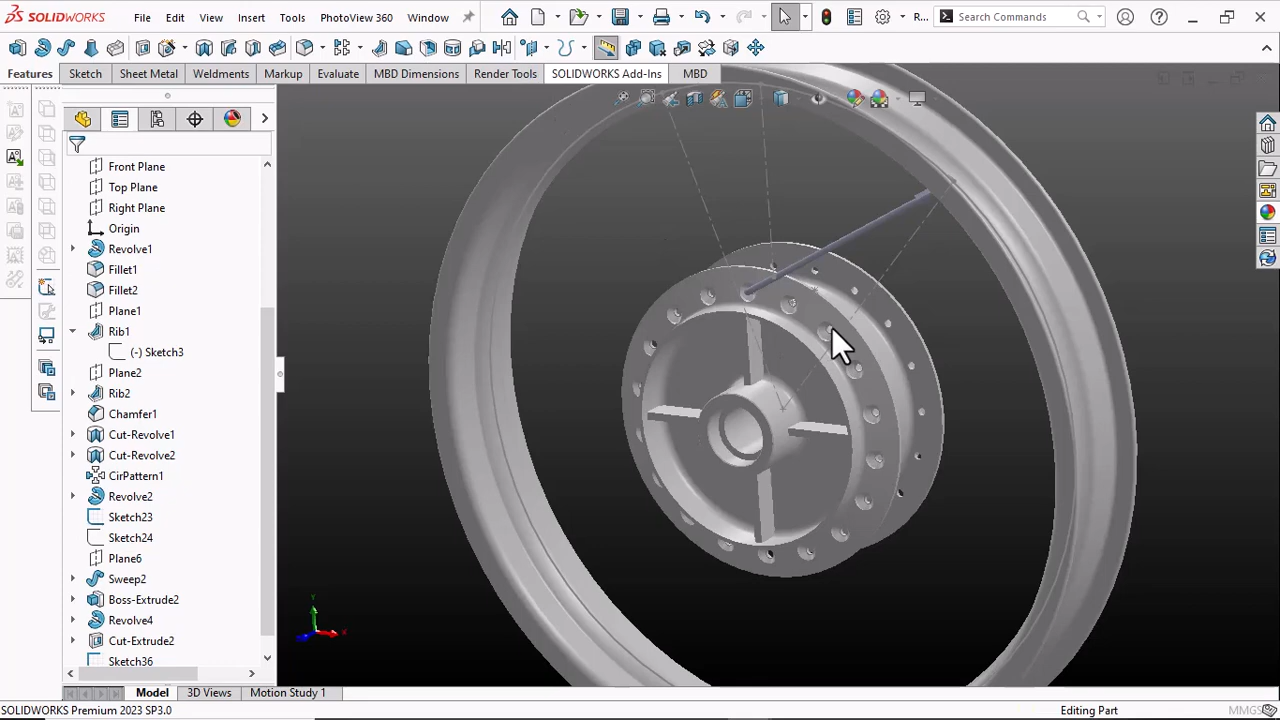 SOLIDWORKS File Edit View Insert Tools PhotoView 360 Window R... Search Commands
Features Sketch Sheet Metal Weldments Markup Evaluate MBD Dimensions Render Tools SOLIDWORKS Add-Ins MBD
Front Plane
Top Plane
Right Plane
Origin
Revolve1
Fillet1
Fillet2
Plane1
Rib1
(-) Sketch3
Plane2
Rib2
Chamfer1
Cut-Revolve1
Cut-Revolve2
CirPattern1
Revolve2
Sketch23
Sketch24
Plane6
Sweep2
Boss-Extrude2
Revolve4
Cut-Extrude2
Sketch36
Y
X
Model 3D Views Motion Study 1
SOLIDWORKS Premium 2023 SP3.0 Editing Part MMGS